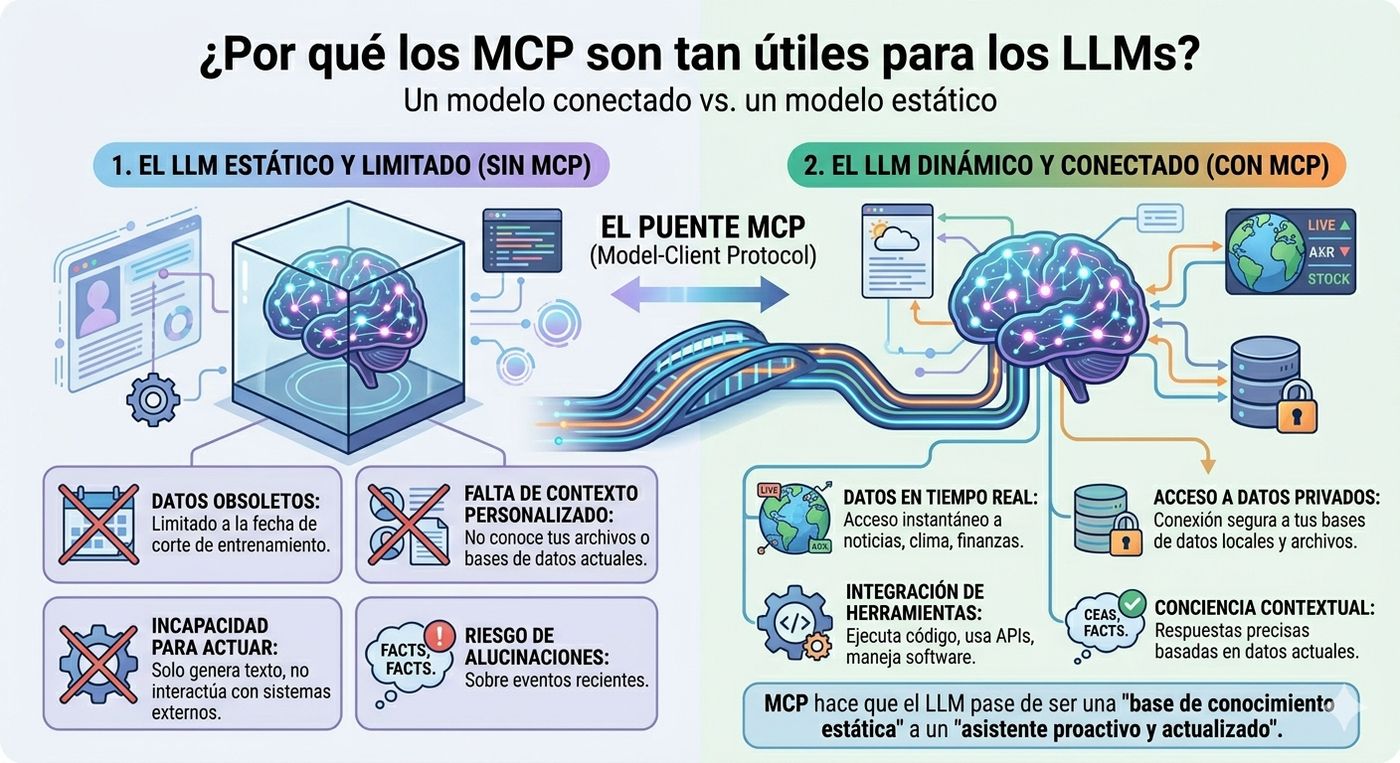 ¿Por qué los MCP son tan útiles para los LLMs?
Un modelo conectado vs. un modelo estático
1. EL LLM ESTÁTICO Y LIMITADO (SIN MCP)
EL PUENTE MCP
(Model-Client Protocol)
DATOS OBSOLETOS:
Limitado a la fecha de
corte de entrenamiento.
FALTA DE CONTEXTO
PERSONALIZADO:
No conoce tus archivos o
bases de datos actuales.
INCAPACIDAD
PARA ACTUAR:
Solo genera texto, no
interactúa con sistemas
externos.
FACTS,
FACTS.
!
RIESGO DE
ALUCINACIONES:
Sobre eventos recientes.
2. EL LLM DINÁMICO Y CONECTADO (CON MCP)
LIVE
STOCK
LIVE
DATOS EN TIEMPO REAL:
Acceso instantáneo a
noticias, clima, finanzas.
ACCESO A DATOS PRIVADOS:
Conexión segura a tus bases
de datos locales y archivos.
</>
INTEGRACIÓN DE
HERRAMIENTAS:
Ejecuta código, usa APIs,
maneja software.
CEAS,
FACTS.
CONCIENCIA CONTEXTUAL:
Respuestas precisas
basadas en datos actuales.
MCP hace que el LLM pase de ser una "base de conocimiento
estática" a un "asistente proactivo y actualizado".